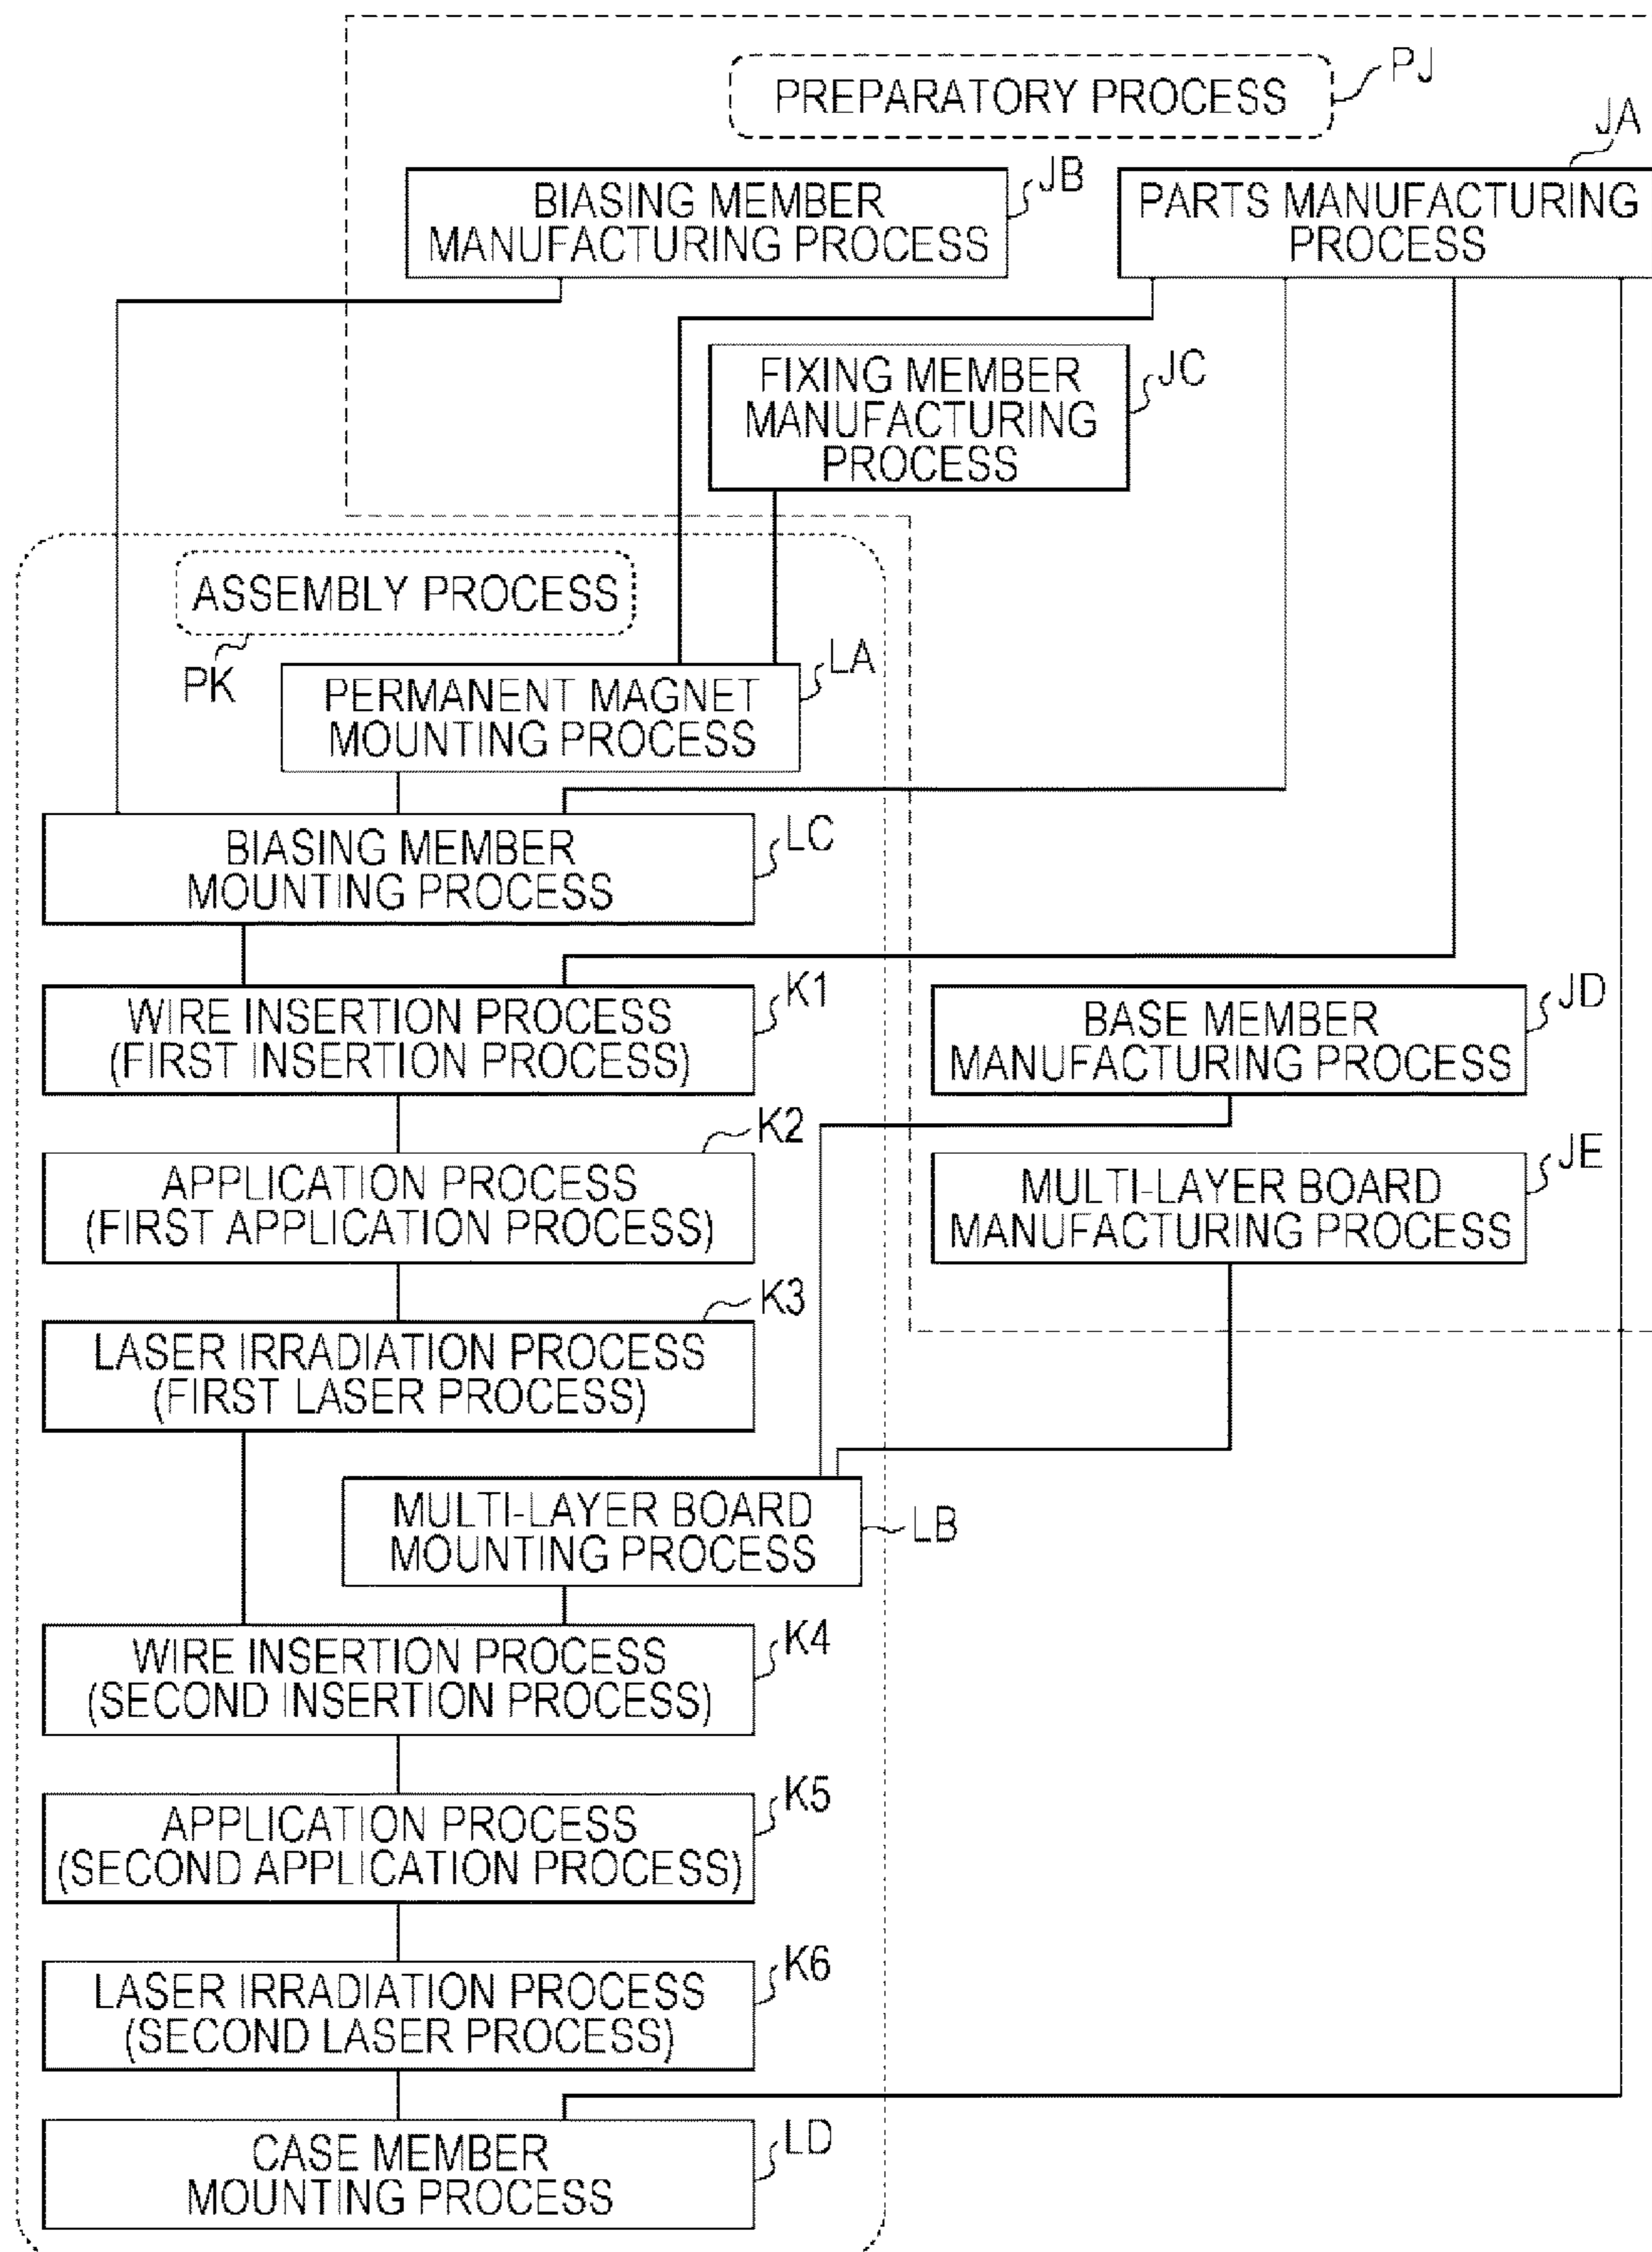 PREPARATORY PROCESS
PJ
JA
BIASING MEMBER
MANUFACTURING PROCESS
JB
PARTS MANUFACTURING
PROCESS
FIXING MEMBER
MANUFACTURING
PROCESS
JC
ASSEMBLY PROCESS
PK
PERMANENT MAGNET
MOUNTING PROCESS
LA
BIASING MEMBER
MOUNTING PROCESS
LC
WIRE INSERTION PROCESS
(FIRST INSERTION PROCESS)
K1
BASE MEMBER
MANUFACTURING PROCESS
JD
APPLICATION PROCESS
(FIRST APPLICATION PROCESS)
K2
MULTI-LAYER BOARD
MANUFACTURING PROCESS
JE
LASER IRRADIATION PROCESS
(FIRST LASER PROCESS)
K3
MULTI-LAYER BOARD
MOUNTING PROCESS
LB
WIRE INSERTION PROCESS
(SECOND INSERTION PROCESS)
K4
APPLICATION PROCESS
(SECOND APPLICATION PROCESS)
K5
LASER IRRADIATION PROCESS
(SECOND LASER PROCESS)
K6
CASE MEMBER
MOUNTING PROCESS
LD